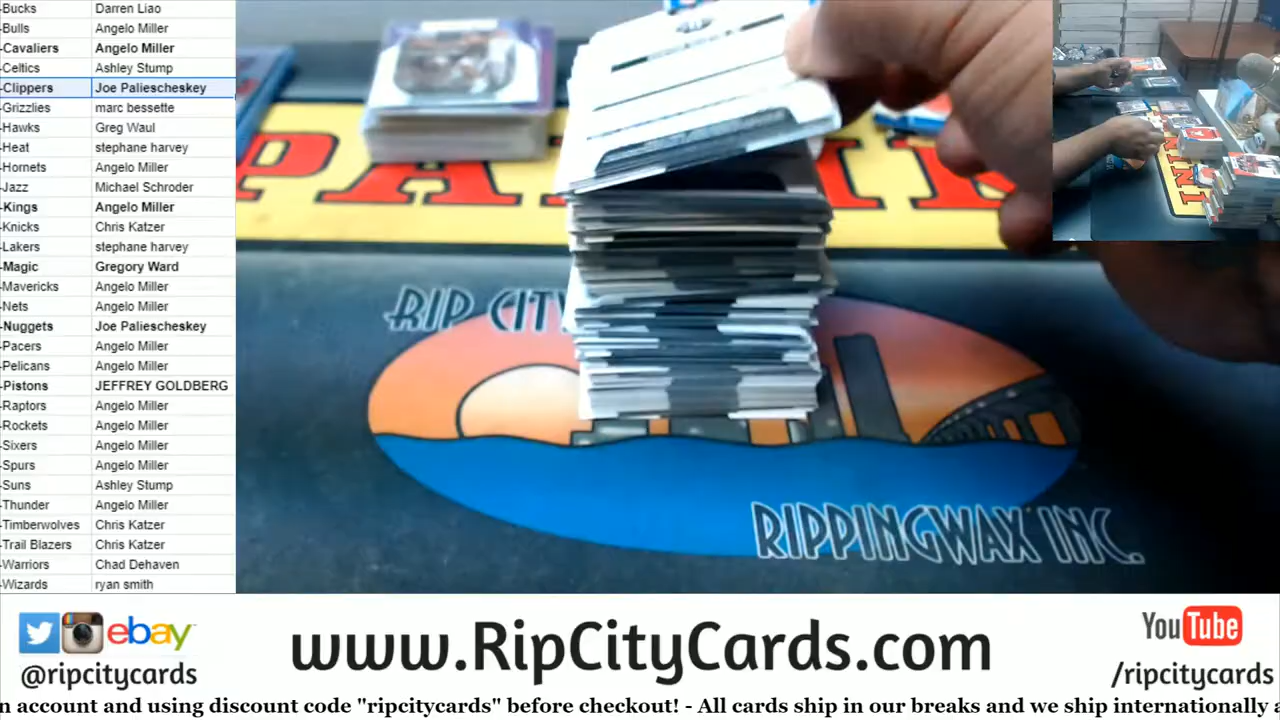 -Bucks Darren Liao
-Bulls Angelo Miller
-Cavaliers Angelo Miller
-Celtics Ashley Stump
-Clippers Joe Paliescheskey
-Grizzlies marc bessette
-Hawks Greg Waul
-Heat stephane harvey
-Hornets Angelo Miller
-Jazz Michael Schroder
-Kings Angelo Miller
-Knicks Chris Katzer
-Lakers stephane harvey
-Magic Gregory Ward
-Mavericks Angelo Miller
-Nets Angelo Miller
-Nuggets Joe Paliescheskey
-Pacers Angelo Miller
-Pelicans Angelo Miller
-Pistons JEFFREY GOLDBERG
-Raptors Angelo Miller
-Rockets Angelo Miller
-Sixers Angelo Miller
-Spurs Angelo Miller
-Suns Ashley Stump
-Thunder Angelo Miller
-Timberwolves Chris Katzer
-Trail Blazers Chris Katzer
-Warriors Chad Dehaven
-Wizards ryan smith
RIP CITY
RIPPINGWAX INC.
ebay
@ripcitycards
www.RipCityCards.com
YouTube
/ripcitycards
n account and using discount code "ripcitycards" before checkout! - All cards ship in our breaks and we ship internationally a